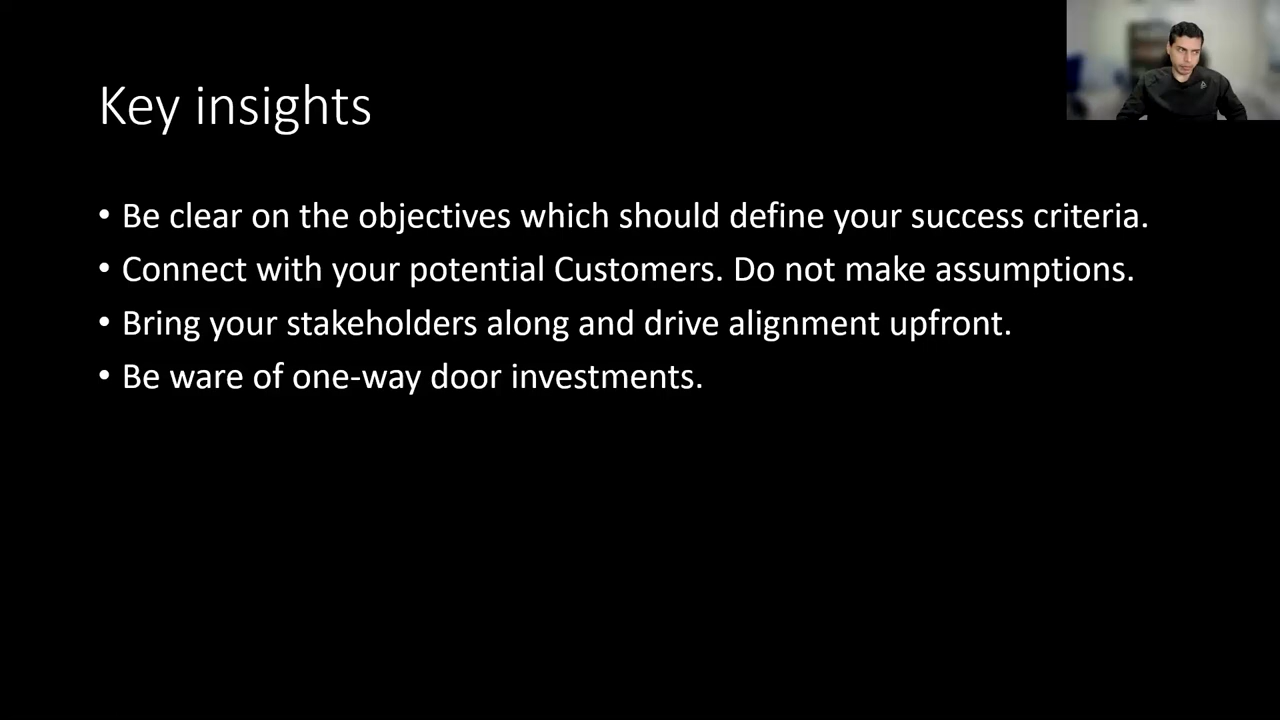 Key insights
• Be clear on the objectives which should define your success criteria.
• Connect with your potential Customers. Do not make assumptions.
• Bring your stakeholders along and drive alignment upfront.
• Be ware of one-way door investments.